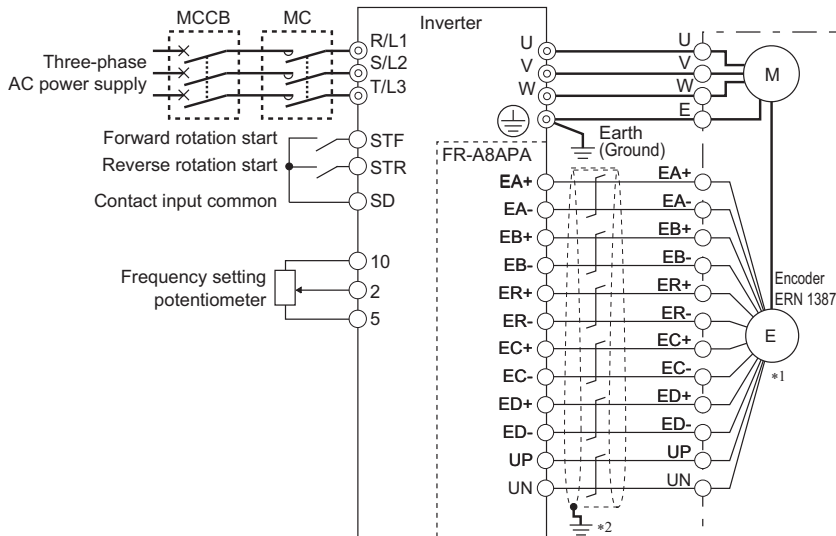 MCCB
MC
Inverter
Three-phase
AC power supply
R/L1
S/L2
T/L3
U
V
W
U
V
W
E
M
Earth
(Ground)
Forward rotation start
STF
Reverse rotation start
STR
Contact input common
SD
FR-A8APA
Frequency setting
potentiometer
10
2
5
EA+
EA-
EB+
EB-
ER+
ER-
EC+
EC-
ED+
ED-
UP
UN
EA+
EA-
EB+
EB-
ER+
ER-
EC+
EC-
ED+
ED-
UP
UN
Encoder
ERN 1387
E
*1
*2